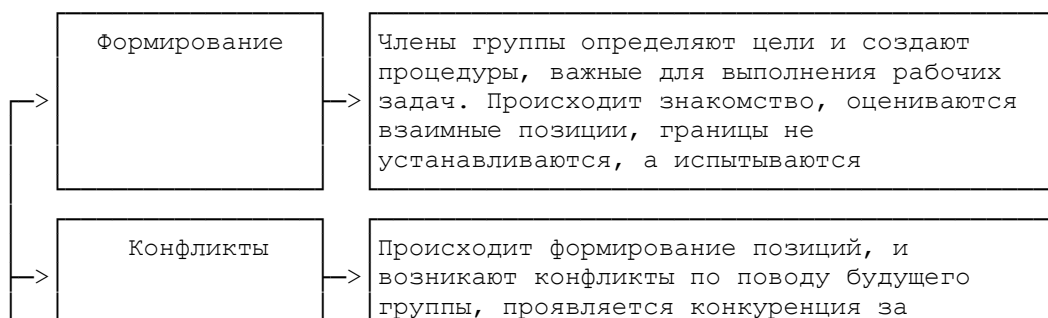 Формирование
Члены группы определяют цели и создают
процедуры, важные для выполнения рабочих
задач. Происходит знакомство, оцениваются
взаимные позиции, границы не
устанавливаются, а испытываются
Конфликты
Происходит формирование позиций, и
возникают конфликты по поводу будущего
группы, проявляется конкуренция за